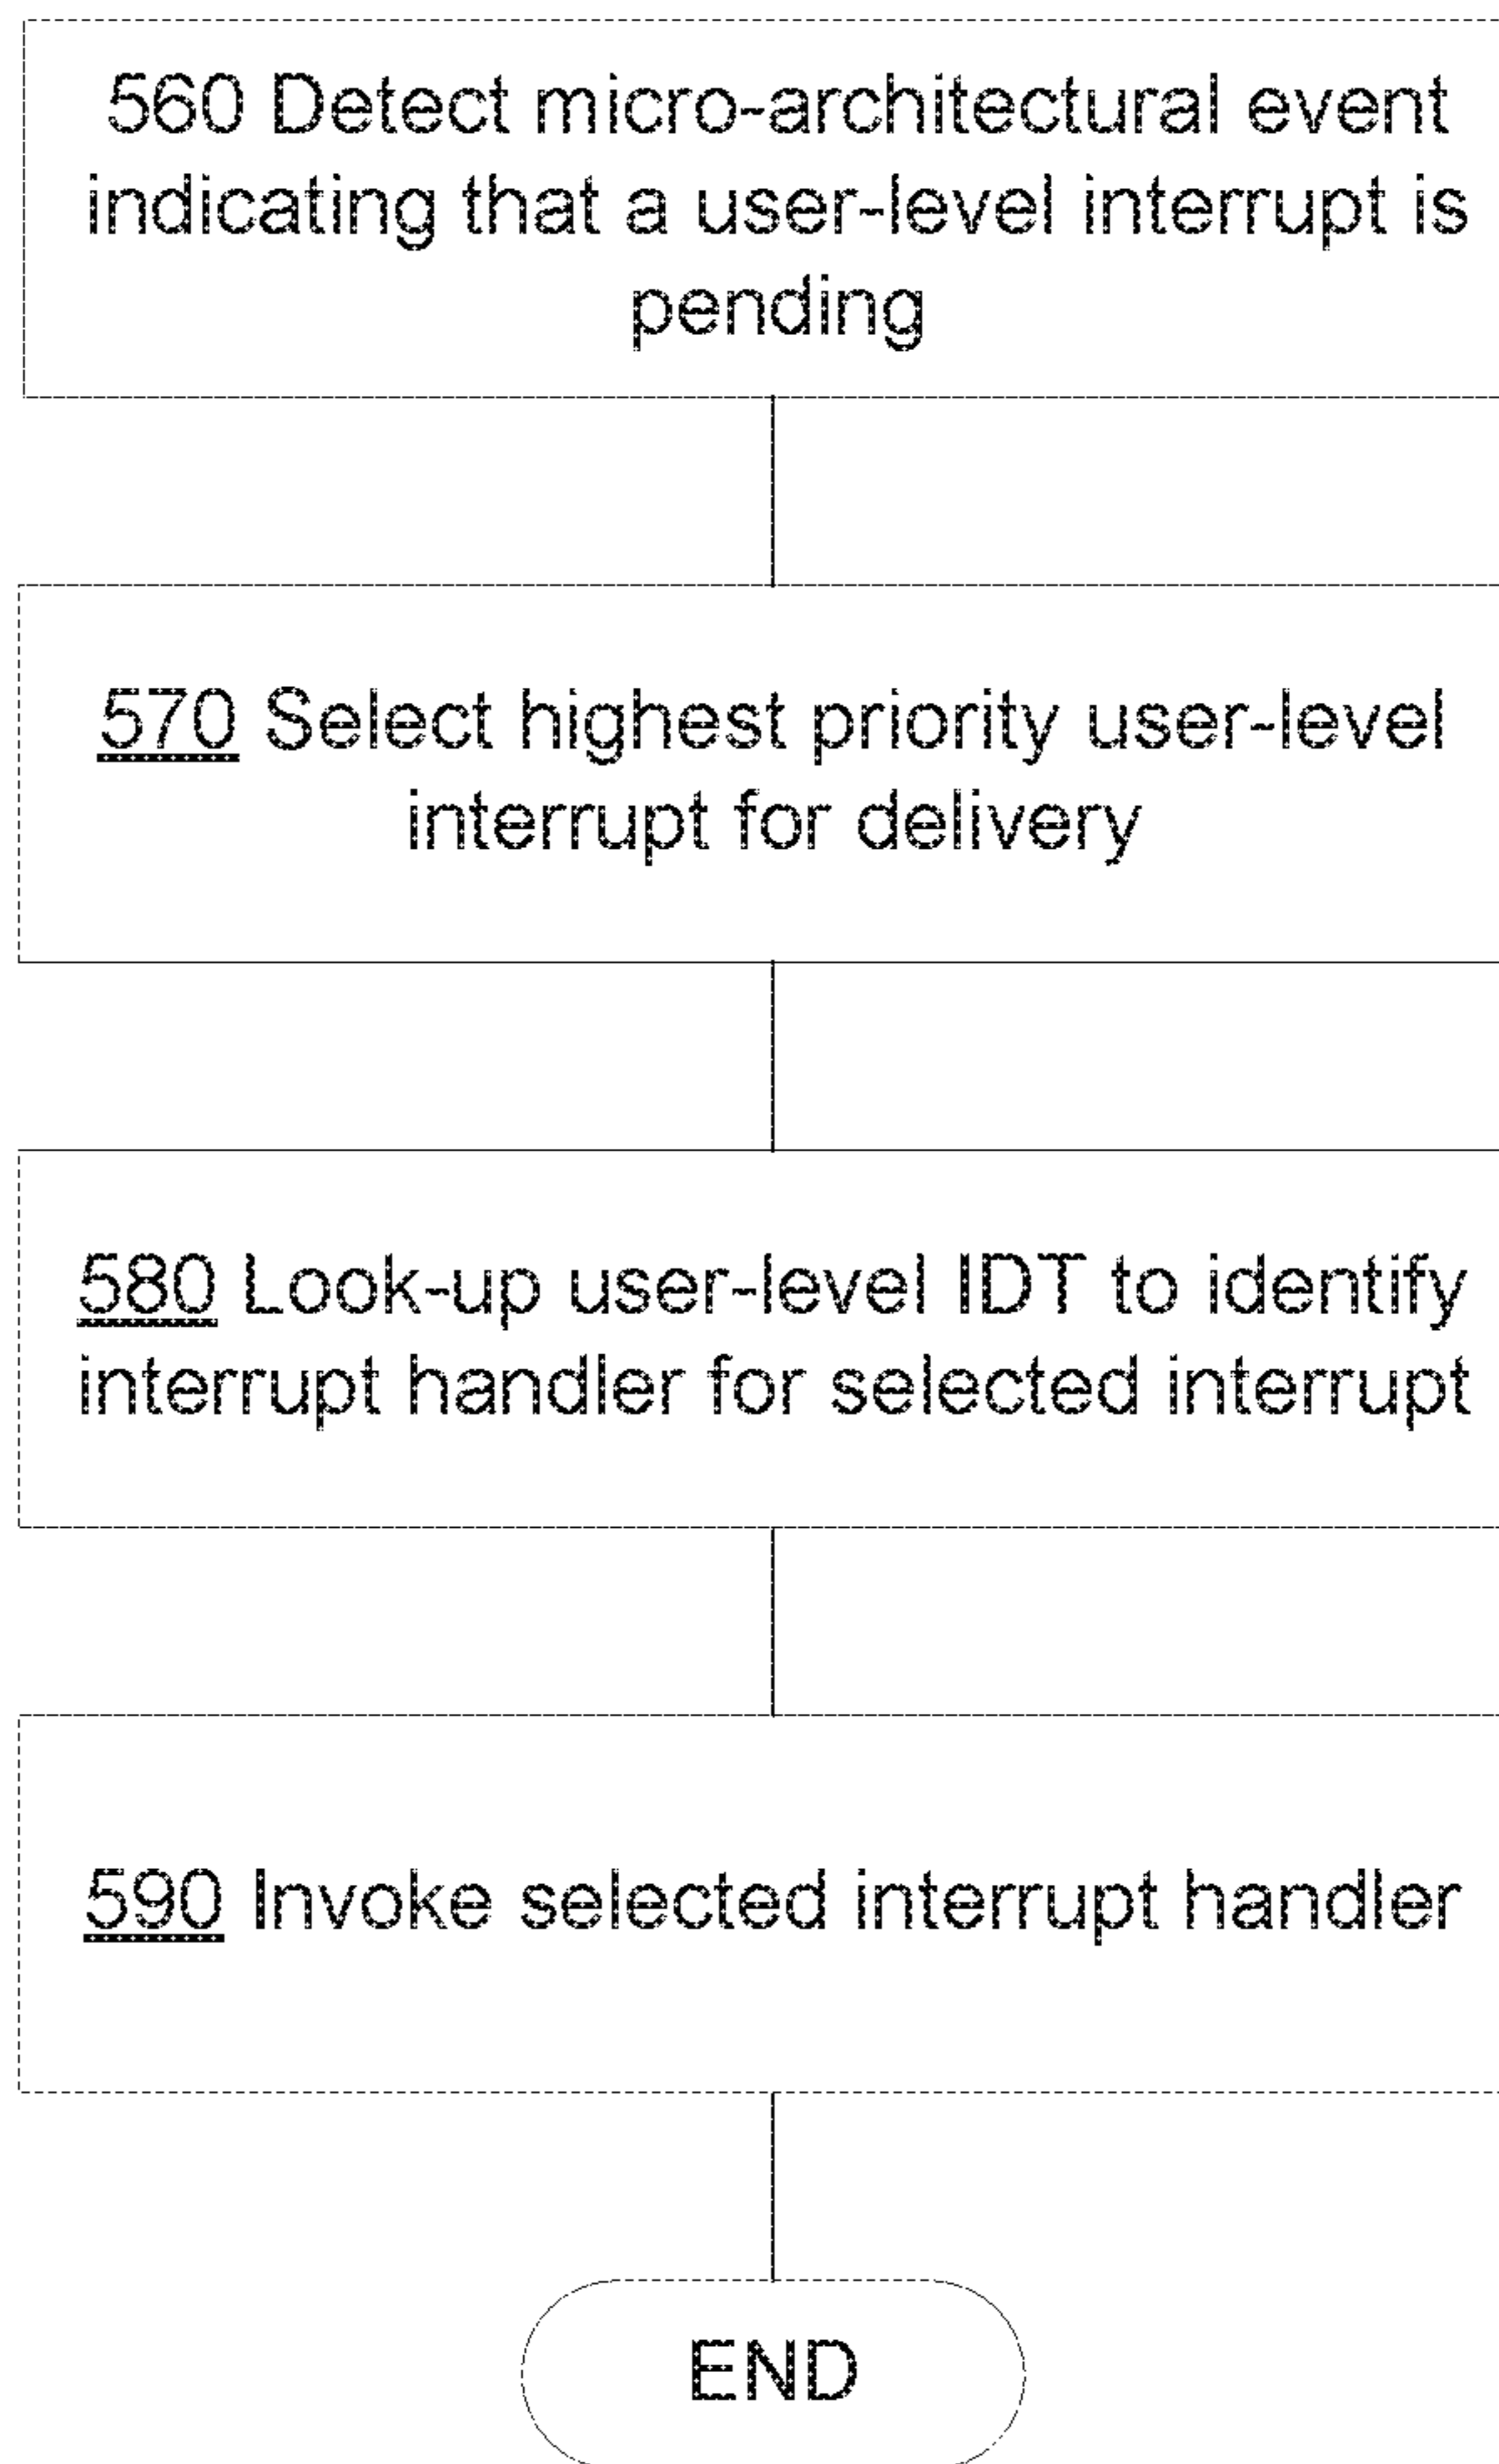 560 Detect micro-architectural event
indicating that a user-level interrupt is
pending
570 Select highest priority user-level
interrupt for delivery
580 Look-up user-level IDT to identify
interrupt handler for selected interrupt
590 Invoke selected interrupt handler
END